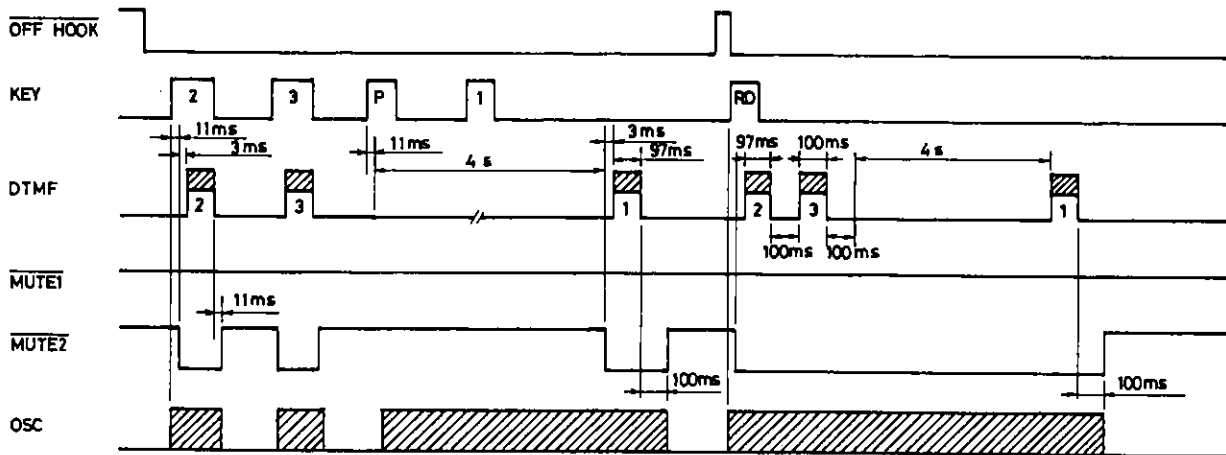 OFF HOOK
KEY
2
3
P
1
RD
11ms
3ms
11ms
4 s
3ms
97ms
97ms
100ms
4 s
DTMF
2
3
1
2
3
1
100ms
100ms
MUTE1
11ms
MUTE2
100ms
100ms
OSC